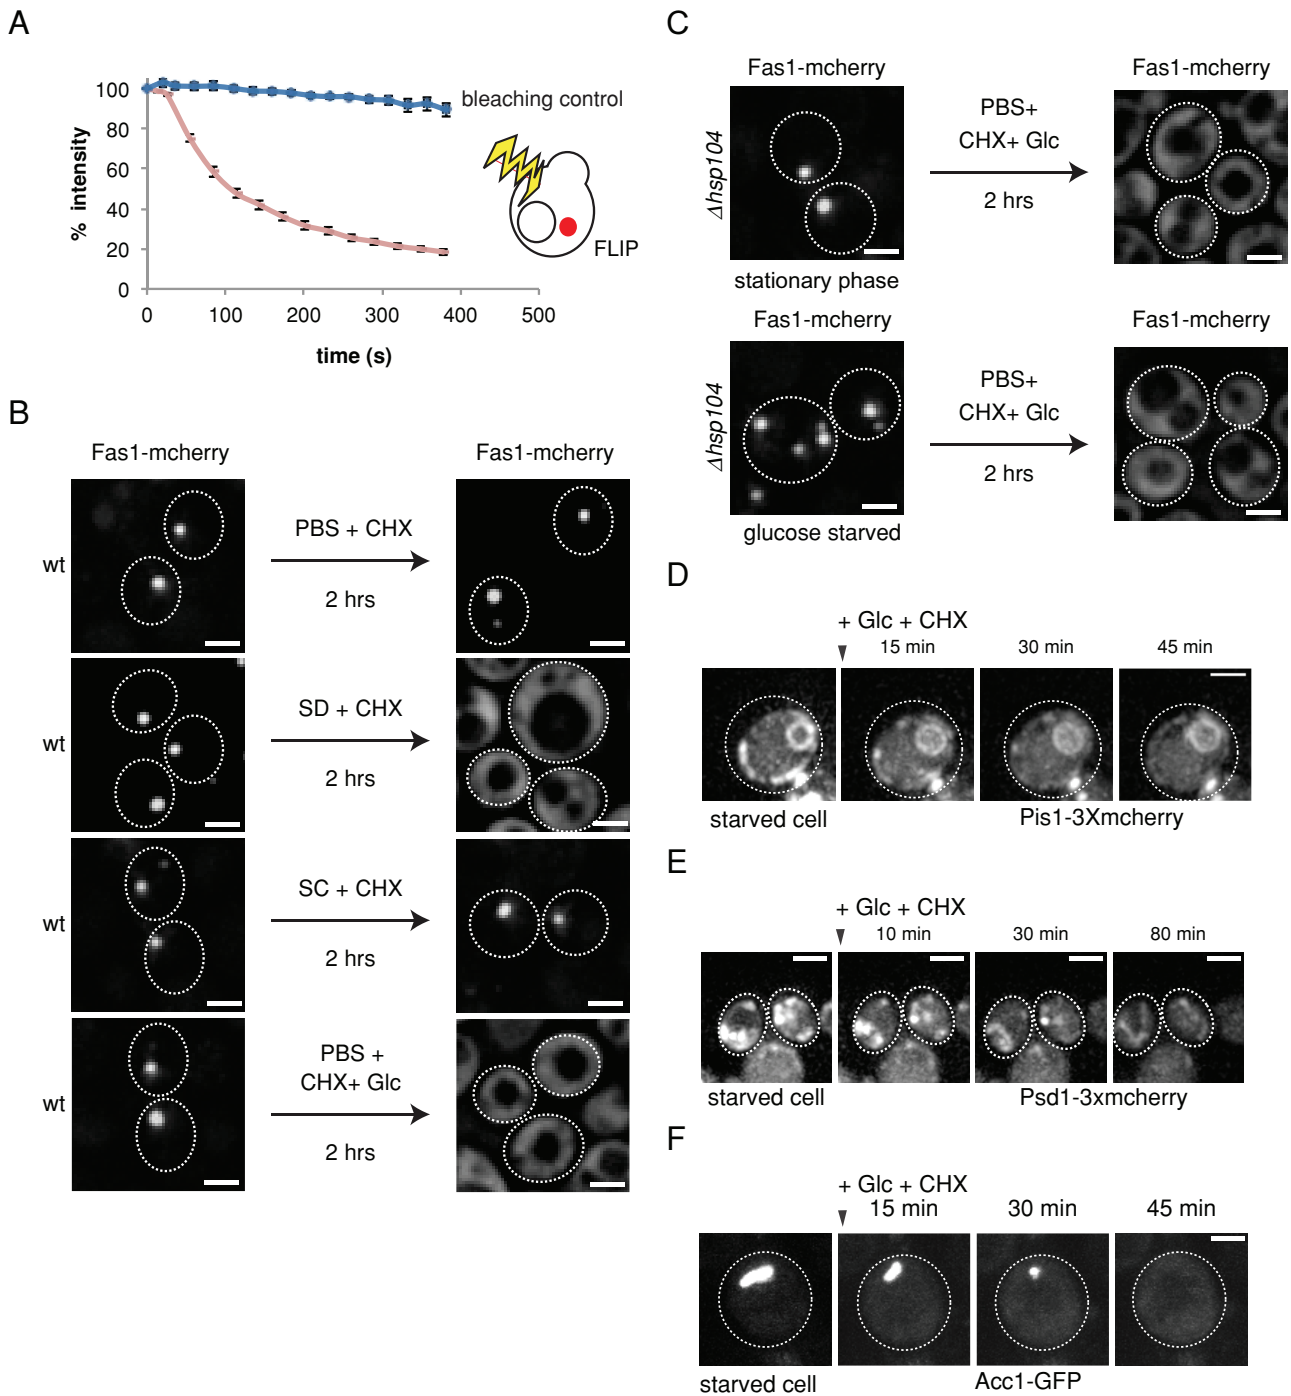 A
100
80
60
40
20
0
% intensity
0 100 200 300 400 500
time (s)
bleaching control
FLIP
B
Fas1-mcherry
Fas1-mcherry
wt
PBS + CHX
2 hrs
wt
SD + CHX
2 hrs
wt
SC + CHX
2 hrs
wt
PBS +
CHX+ Glc
2 hrs
C
Fas1-mcherry
Fas1-mcherry
Δhsp104
PBS+
CHX+ Glc
2 hrs
stationary phase
Fas1-mcherry
Fas1-mcherry
Δhsp104
PBS+
CHX+ Glc
2 hrs
glucose starved
D
+ Glc + CHX
15 min 30 min 45 min
starved cell
Pis1-3Xmcherry
E
+ Glc + CHX
10 min 30 min 80 min
starved cell
Psd1-3xmcherry
F
+ Glc + CHX
15 min 30 min 45 min
starved cell
Acc1-GFP